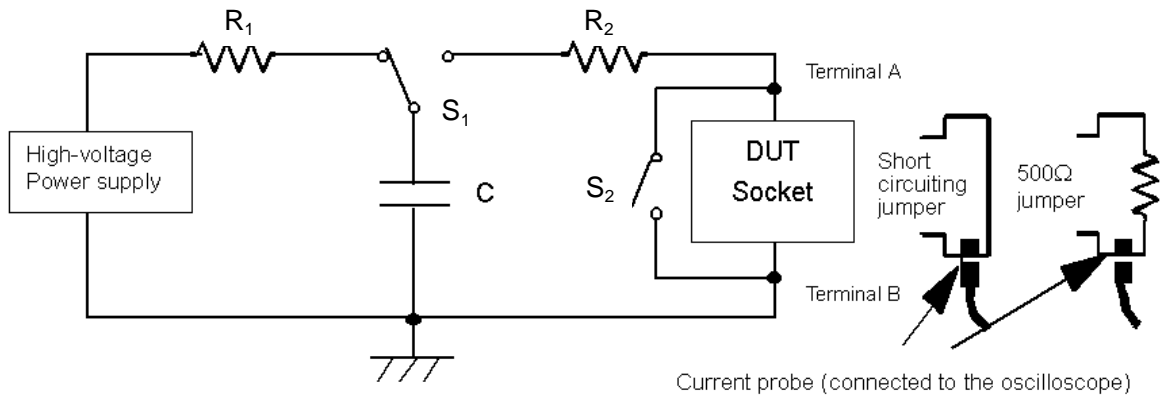 R1
R2
Terminal A
S1
High-voltage
Power supply
DUT
Socket
Short
circuiting
jumper
500Ω
jumper
C
S2
Terminal B
Current probe (connected to the oscilloscope)